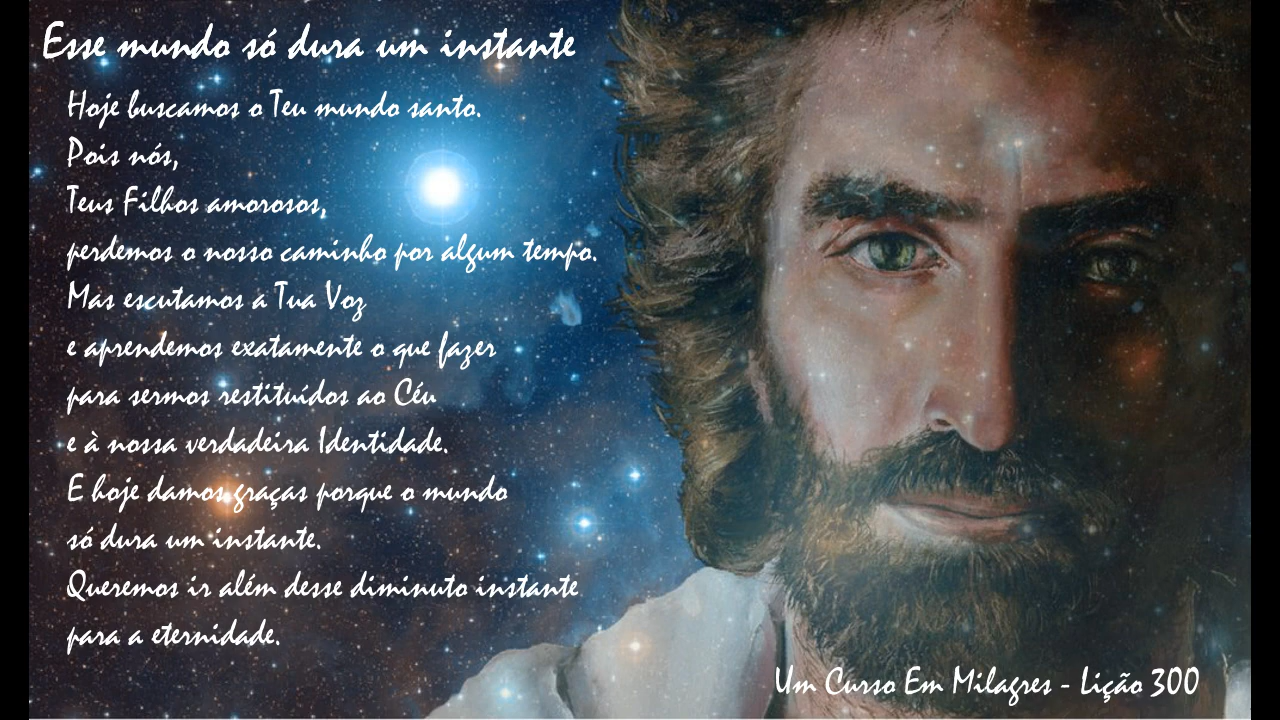 Esse mundo só dura um instante
Hoje buscamos o Teu mundo santo.
Pois nós,
Teus Filhos amorosos,
perdemos o nosso caminho por algum tempo.
Mas escutamos a Tua Voz
e aprendemos exatamente o que fazer
para sermos restituídos ao Céu
e à nossa verdadeira Identidade.
E hoje damos graças porque o mundo
só dura um instante.
Queremos ir além desse diminuto instante
para a eternidade.
Um Curso Em Milagres - Lição 300